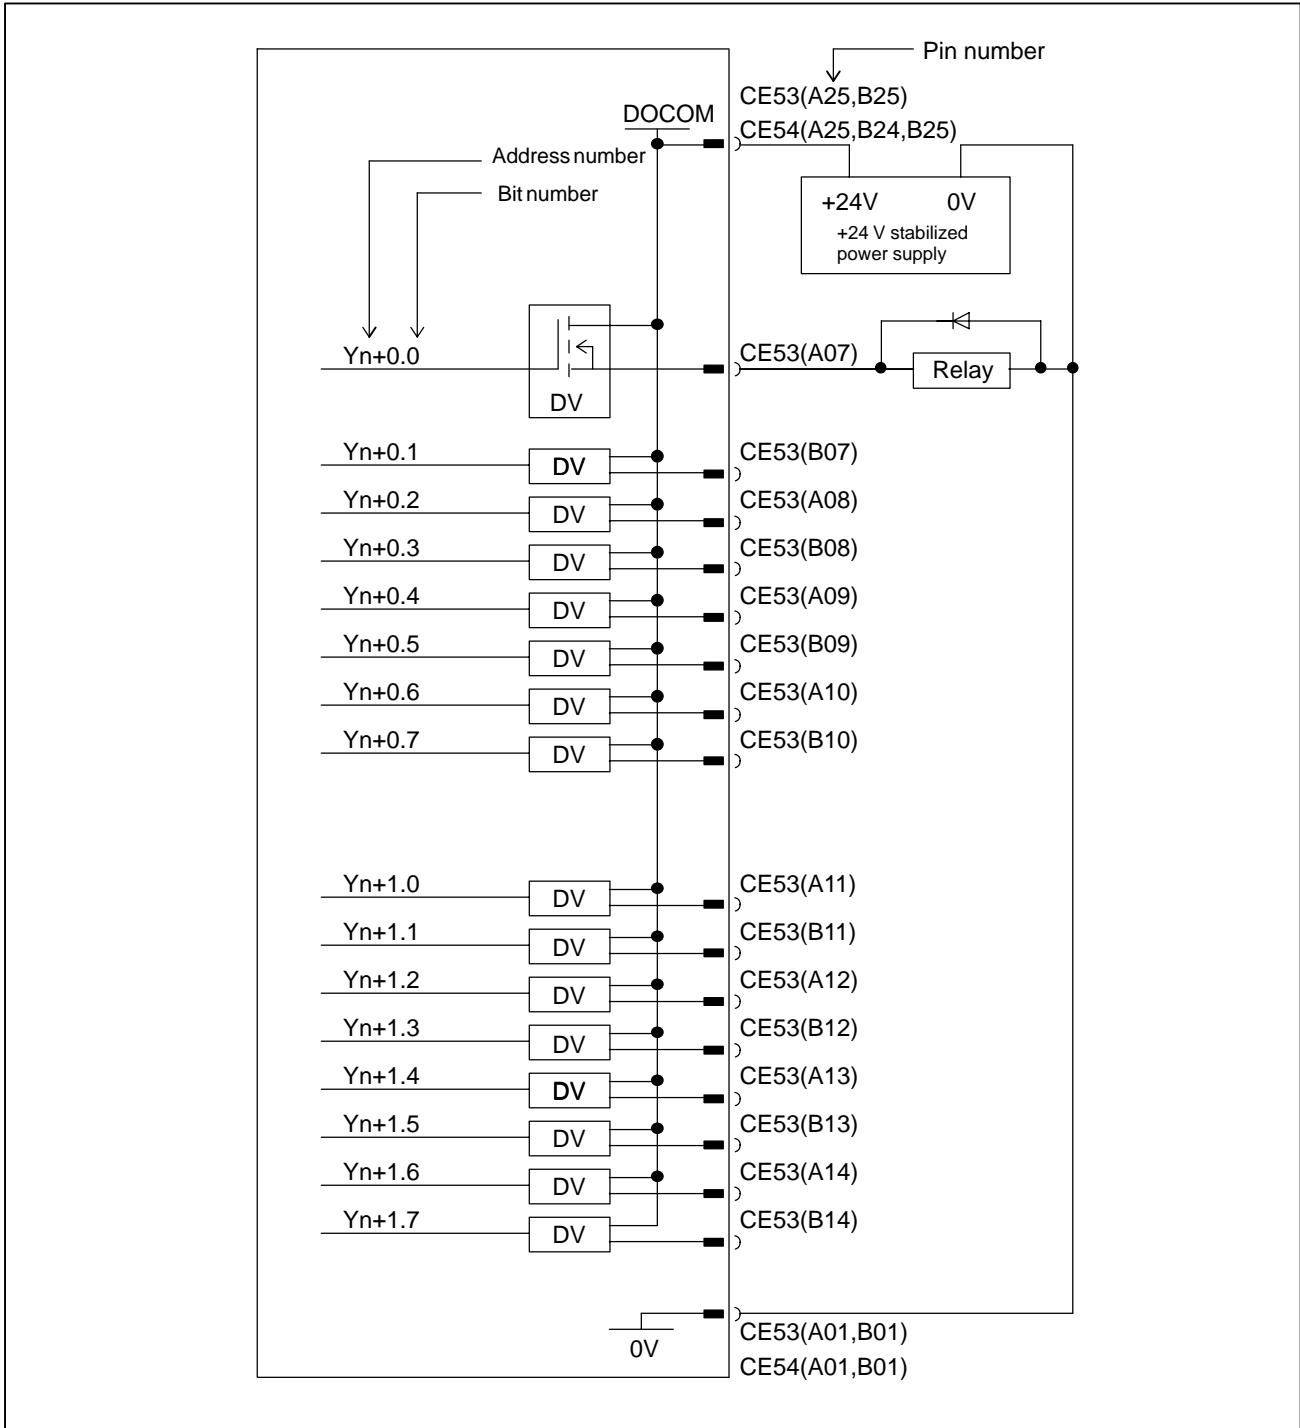 Pin number
CE53(A25,B25)
DOCOM
CE54(A25,B24,B25)
Address number
Bit number
+24V 0V
+24 V stabilized
power supply
Yn+0.0
CE53(A07)
Relay
DV
Yn+0.1 DV CE53(B07)
Yn+0.2 DV CE53(A08)
Yn+0.3 DV CE53(B08)
Yn+0.4 DV CE53(A09)
Yn+0.5 DV CE53(B09)
Yn+0.6 DV CE53(A10)
Yn+0.7 DV CE53(B10)
Yn+1.0 DV CE53(A11)
Yn+1.1 DV CE53(B11)
Yn+1.2 DV CE53(A12)
Yn+1.3 DV CE53(B12)
Yn+1.4 DV CE53(A13)
Yn+1.5 DV CE53(B13)
Yn+1.6 DV CE53(A14)
Yn+1.7 DV CE53(B14)
0V
CE53(A01,B01)
CE54(A01,B01)